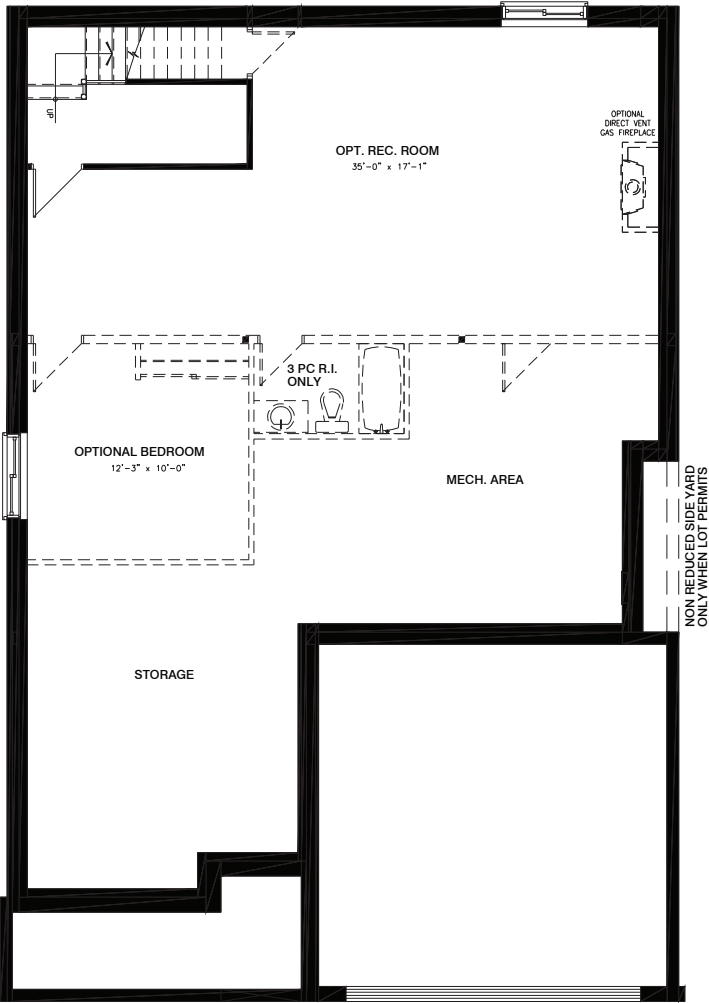 UP
OPTIONAL
DIRECT VENT
GAS FIREPLACE
OPT. REC. ROOM
35'-0" x 17'-1"
3 PC R.I.
ONLY
OPTIONAL BEDROOM
12'-3" x 10'-0"
MECH. AREA
NON REDUCED SIDE YARD
ONLY WHEN LOT PERMITS
STORAGE